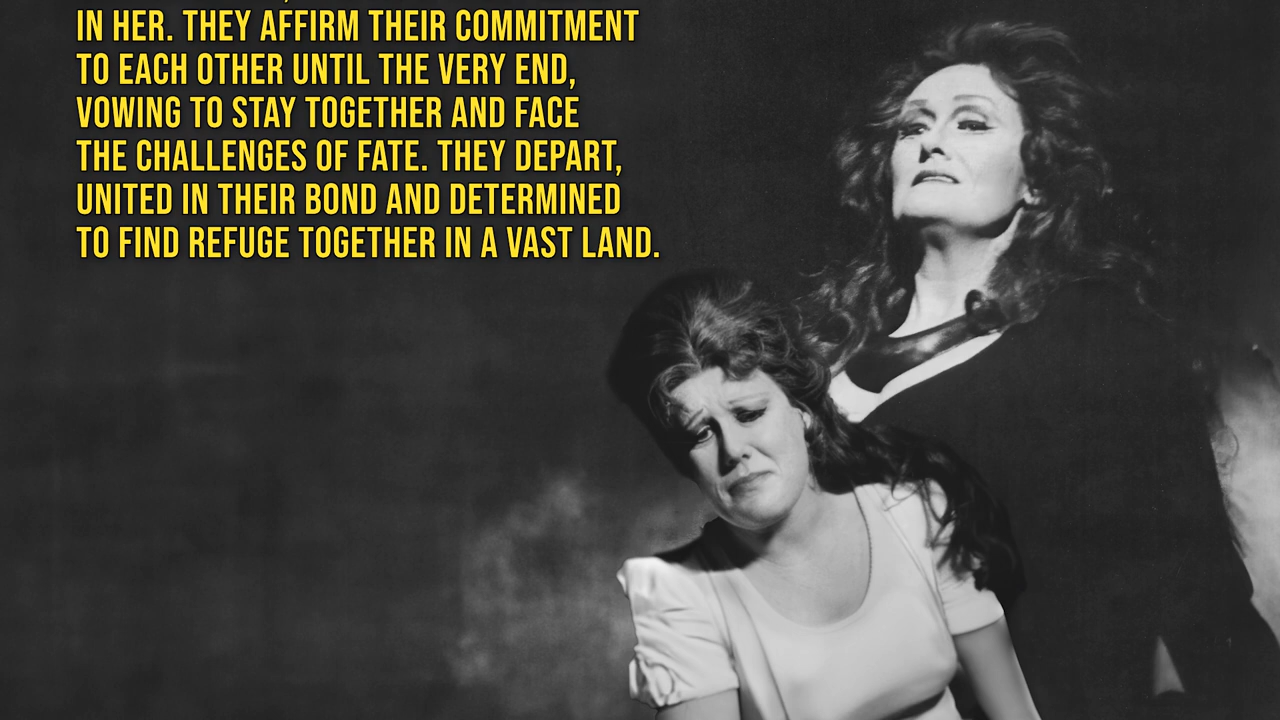 IN HER. THEY AFFIRM THEIR COMMITMENT
TO EACH OTHER UNTIL THE VERY END,
VOWING TO STAY TOGETHER AND FACE
THE CHALLENGES OF FATE. THEY DEPART,
UNITED IN THEIR BOND AND DETERMINED
TO FIND REFUGE TOGETHER IN A VAST LAND.